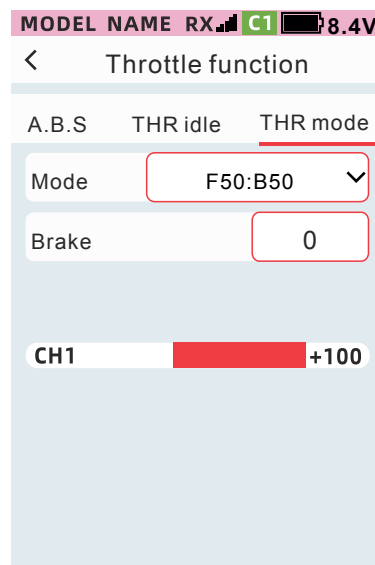 MODEL NAME RX C1 8.4V
< Throttle function
A.B.S THR idle THR mode
Mode F50:B50
Brake 0
CH1 +100